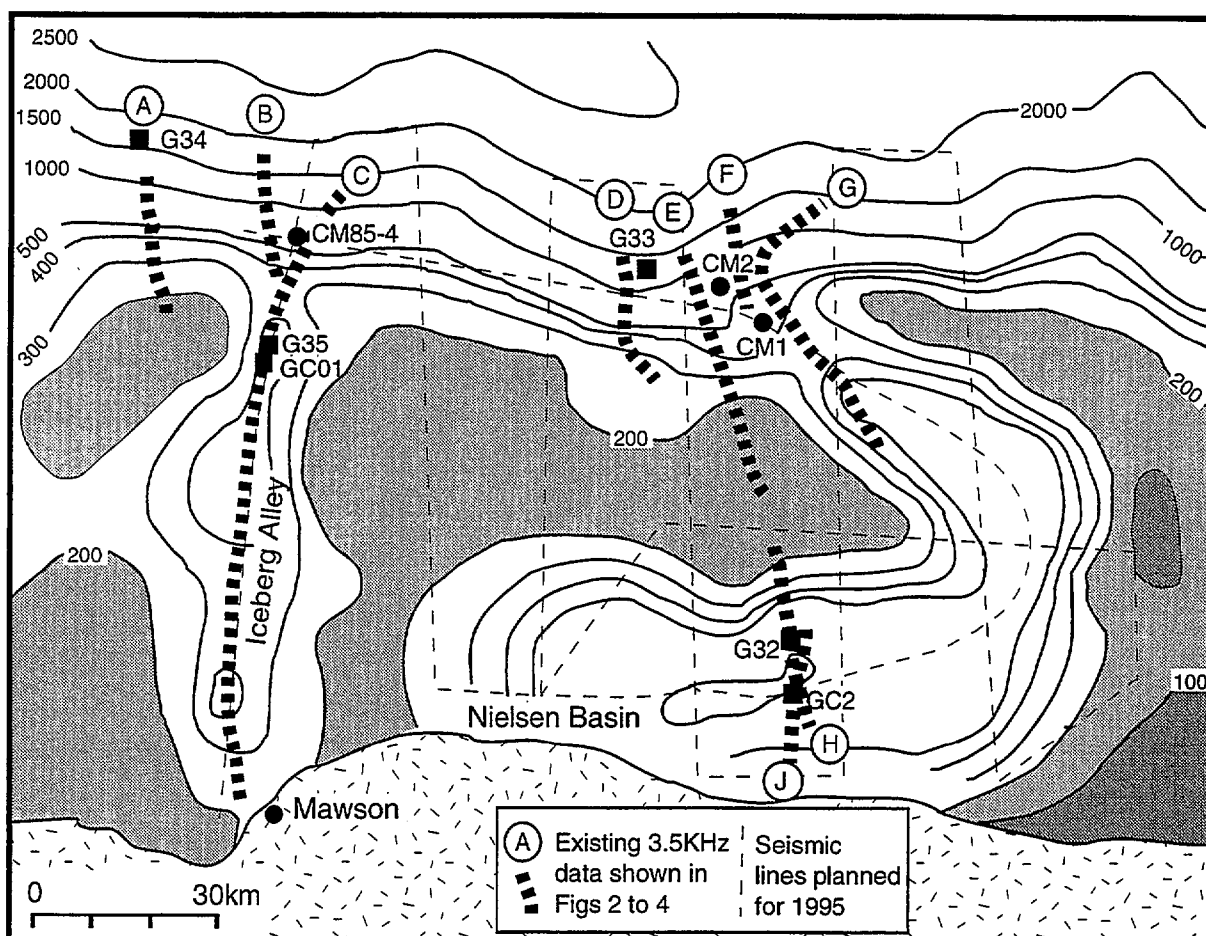 2500
2000
1500
1000
500
400
300
A
B
G34
C
CM85-4
G35
GC01
Iceberg Alley
200
D
E
F
G
G33
CM2
CM1
2000
1000
200
200
G32
GC2
Nielsen Basin
H
J
100
Mawson
0 30km
A Existing 3.5KHz
data shown in
Figs 2 to 4
Seismic
lines planned
for 1995